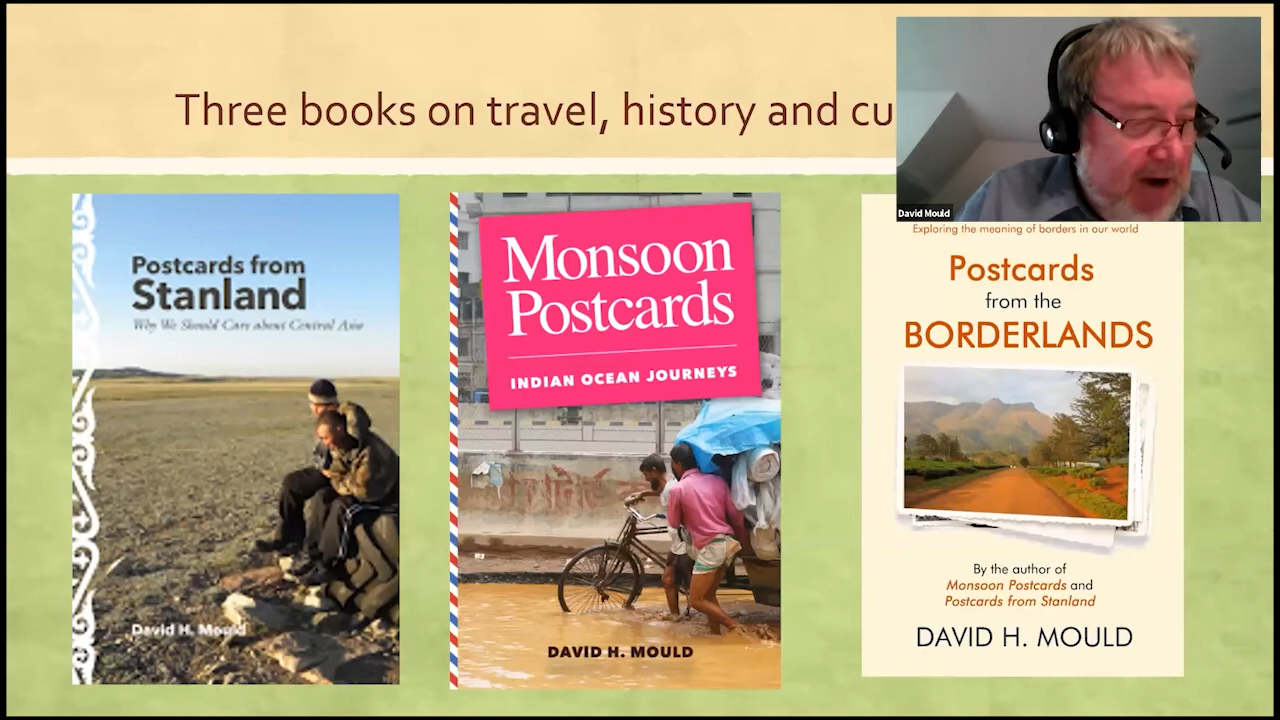 Three books on travel, history and cu
David Mould
Postcards from
Stanland
Why We Should Care about Central Asia
David H. Mould
Monsoon
Postcards
INDIAN OCEAN JOURNEYS
DAVID H. MOULD
Exploring the meaning of borders in our world
Postcards
from the
BORDERLANDS
By the author of
Monsoon Postcards and
Postcards from Stanland
DAVID H. MOULD